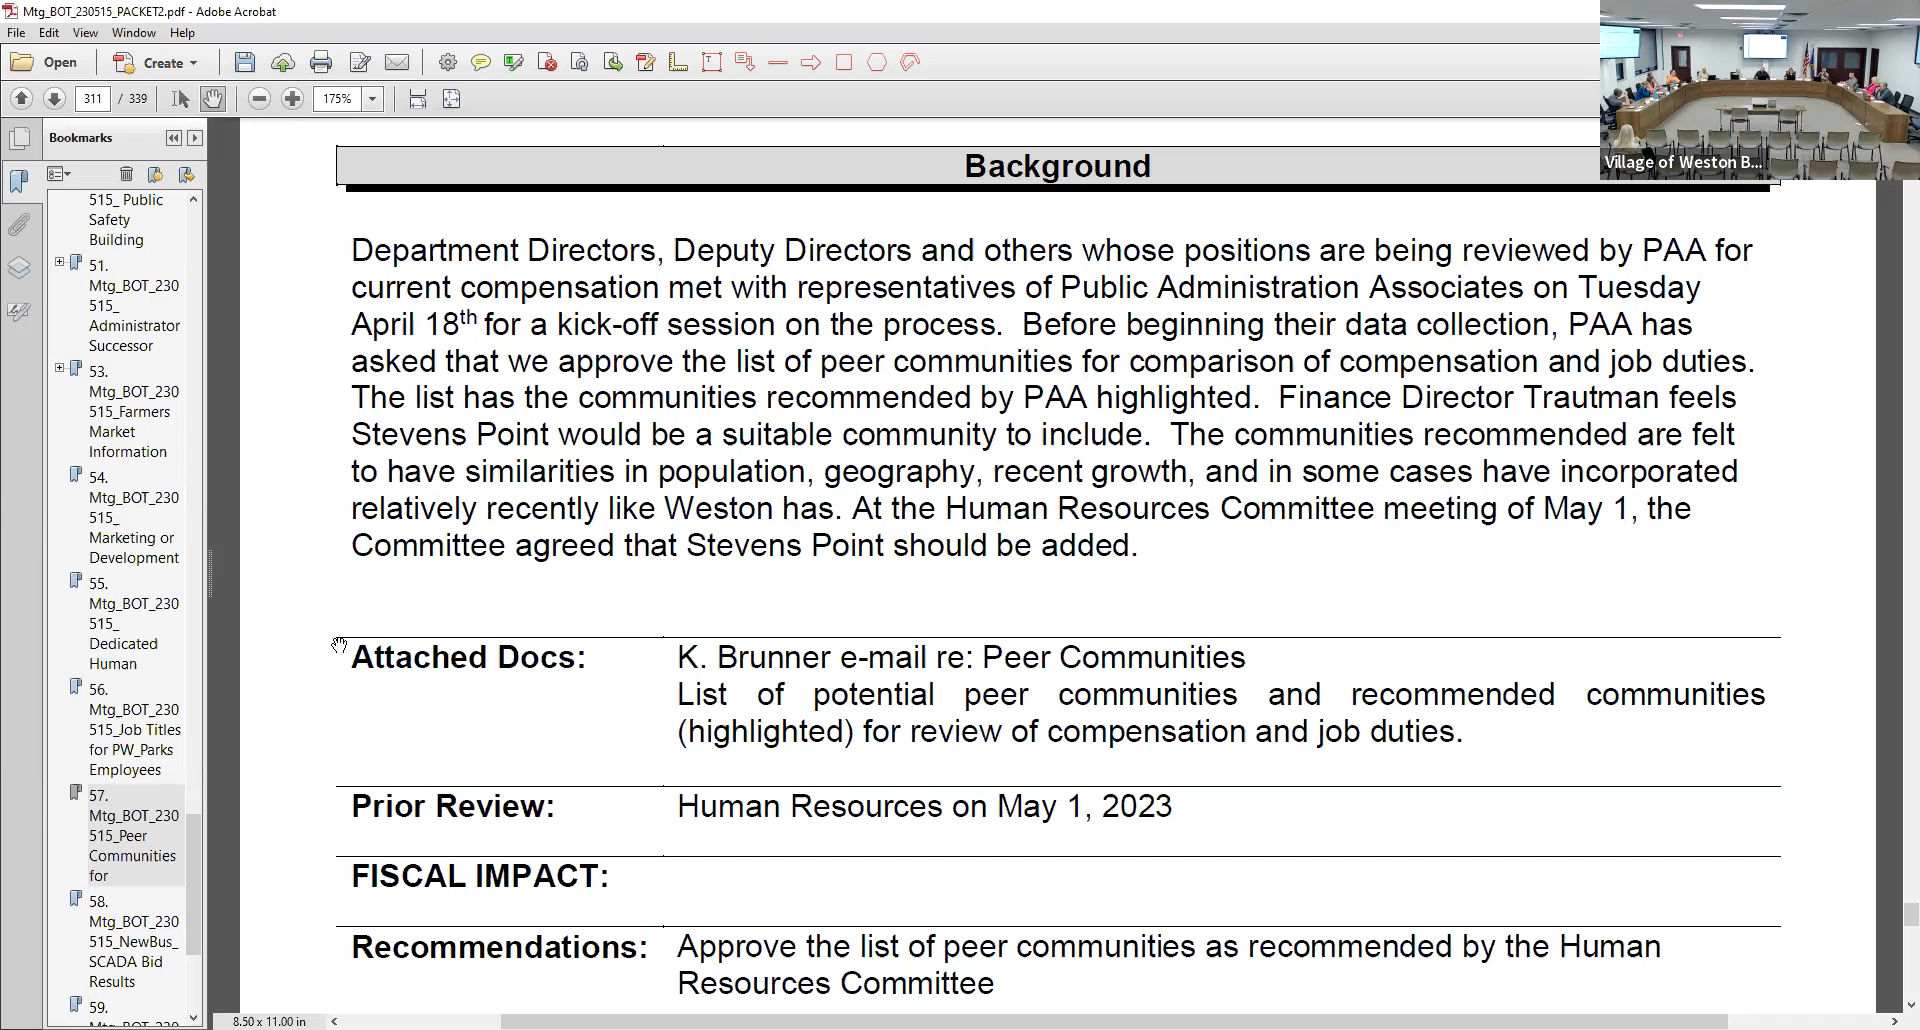 Mtg_BOT_230515_PACKET2.pdf - Adobe Acrobat
File Edit View Window Help
Open Create
311 / 339 175%
Village of Weston B...
Bookmarks
515_ Public
Safety
Building
51.
Mtg_BOT_230
515_
Administrator
Successor
53.
Mtg_BOT_230
515_Farmers
Market
Information
54.
Mtg_BOT_230
515_
Marketing or
Development
55.
Mtg_BOT_230
515_
Dedicated
Human
56.
Mtg_BOT_230
515_Job Titles
for PW_Parks
Employees
57.
Mtg_BOT_230
515_Peer
Communities
for
58.
Mtg_BOT_230
515_NewBus_
SCADA Bid
Results
59.
Background
Department Directors, Deputy Directors and others whose positions are being reviewed by PAA for
current compensation met with representatives of Public Administration Associates on Tuesday
April 18th for a kick-off session on the process. Before beginning their data collection, PAA has
asked that we approve the list of peer communities for comparison of compensation and job duties.
The list has the communities recommended by PAA highlighted. Finance Director Trautman feels
Stevens Point would be a suitable community to include. The communities recommended are felt
to have similarities in population, geography, recent growth, and in some cases have incorporated
relatively recently like Weston has. At the Human Resources Committee meeting of May 1, the
Committee agreed that Stevens Point should be added.
Attached Docs: K. Brunner e-mail re: Peer Communities
List of potential peer communities and recommended communities
(highlighted) for review of compensation and job duties.
Prior Review: Human Resources on May 1, 2023
FISCAL IMPACT:
Recommendations: Approve the list of peer communities as recommended by the Human
Resources Committee
8.50 x 11.00 in